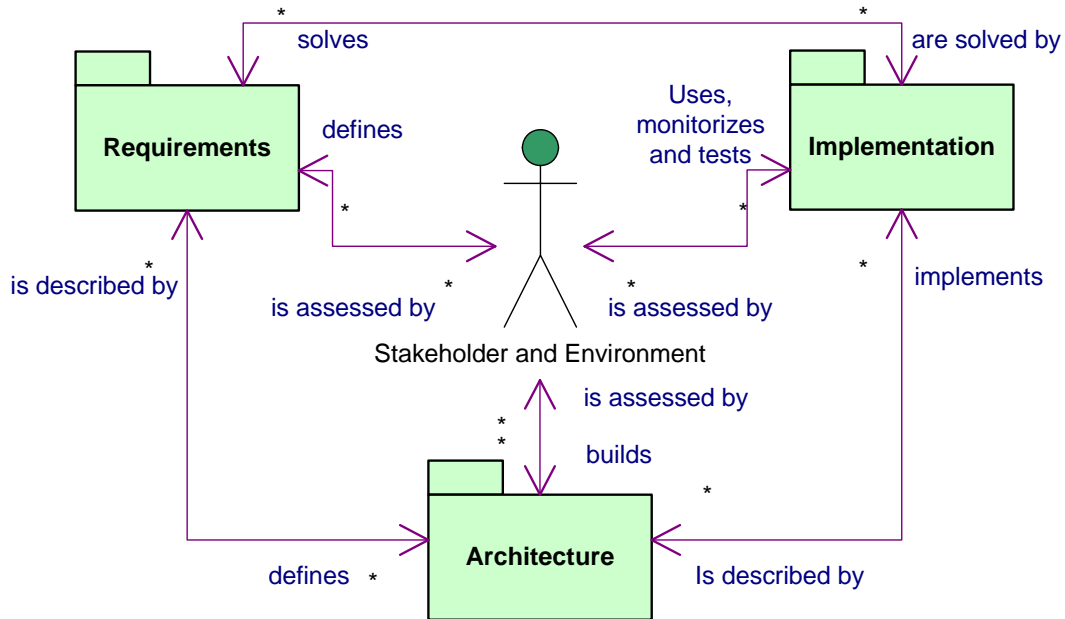 * *
solves are solved by
Uses,
defines monitorizes
and tests
Requirements Implementation
* *
* *
is described by implements
* *
is assessed by is assessed by
Stakeholder and Environment
is assessed by
*
*
builds
*
Architecture
defines * Is described by